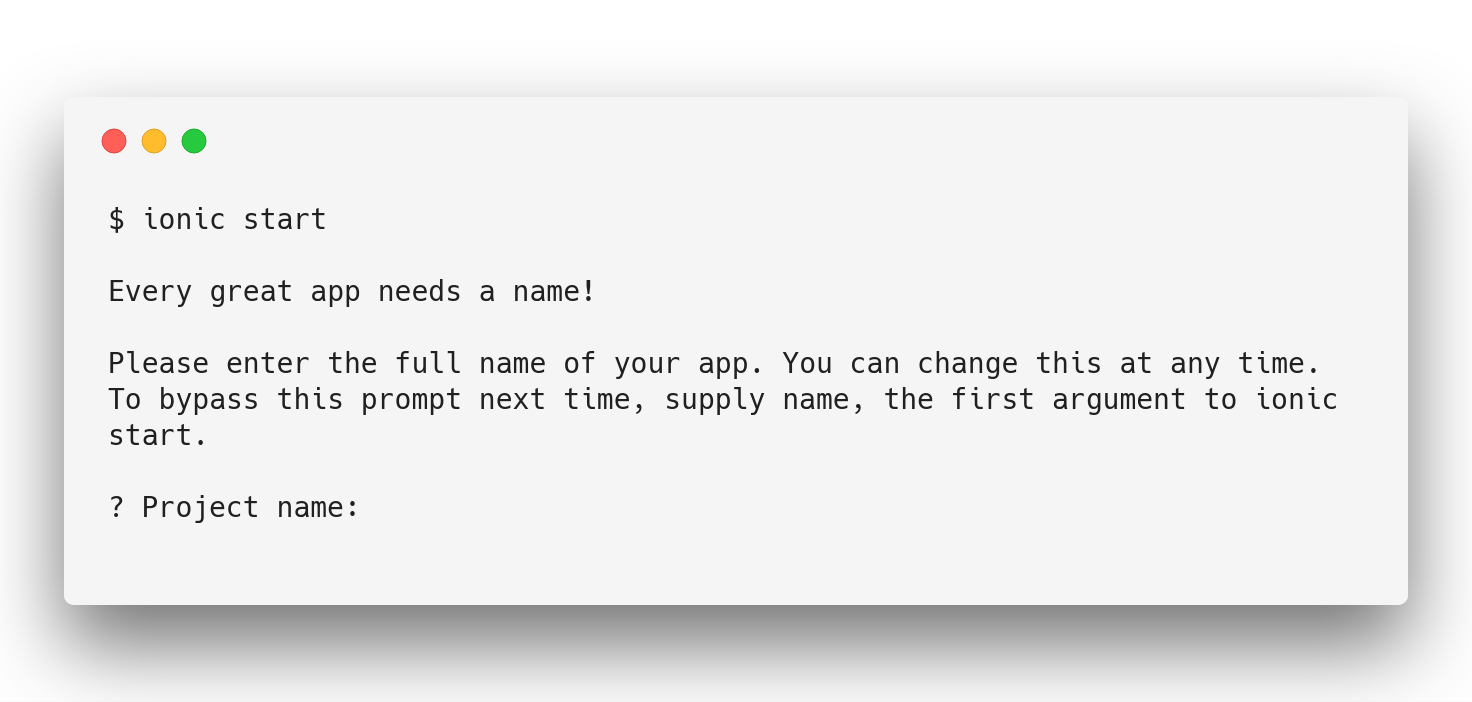 $ ionic start
Every great app needs a name!
Please enter the full name of your app. You can change this at any time.
To bypass this prompt next time, supply name, the first argument to ionic
start.
? Project name: